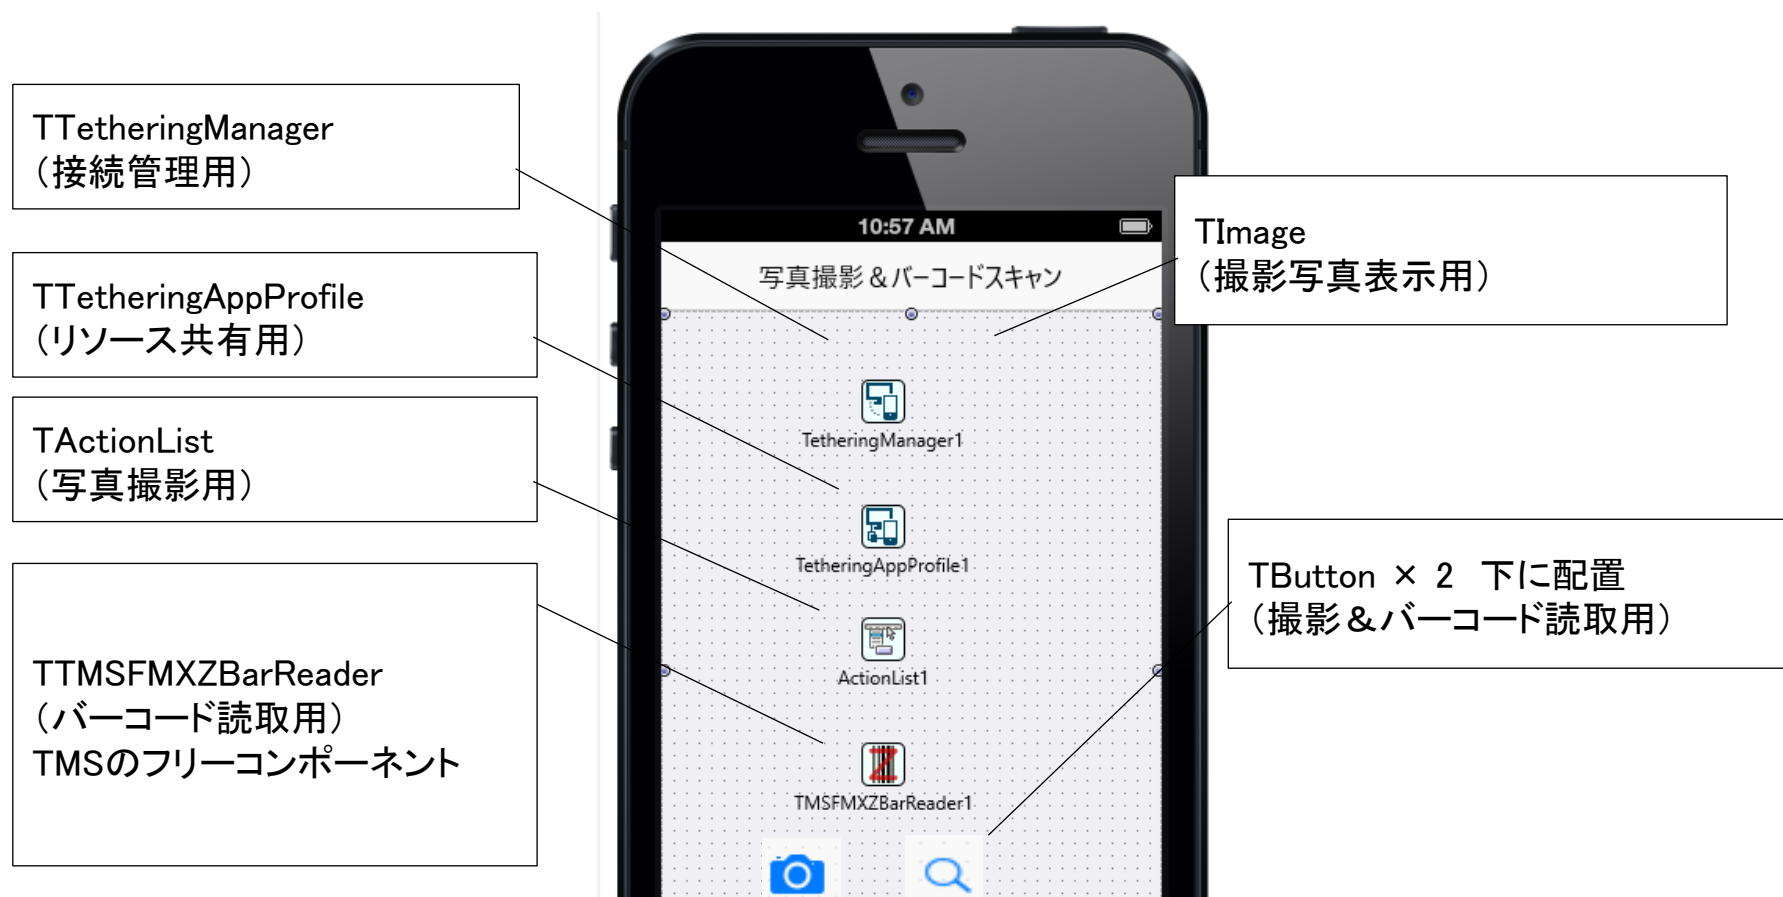 TTetheringManager
（接続管理用）
TTetheringAppProfile
（リソース共有用）
TActionList
（写真撮影用）
TTMSFMXZBarReader
（バーコード読取用）
TMSのフリーコンポーネント
10:57 AM
写真撮影＆バーコードスキャン
TetheringManager1
TetheringAppProfile1
ActionList1
TMSFMXZBarReader1
TImage
（撮影写真表示用）
TButton × 2　下に配置
（撮影＆バーコード読取用）